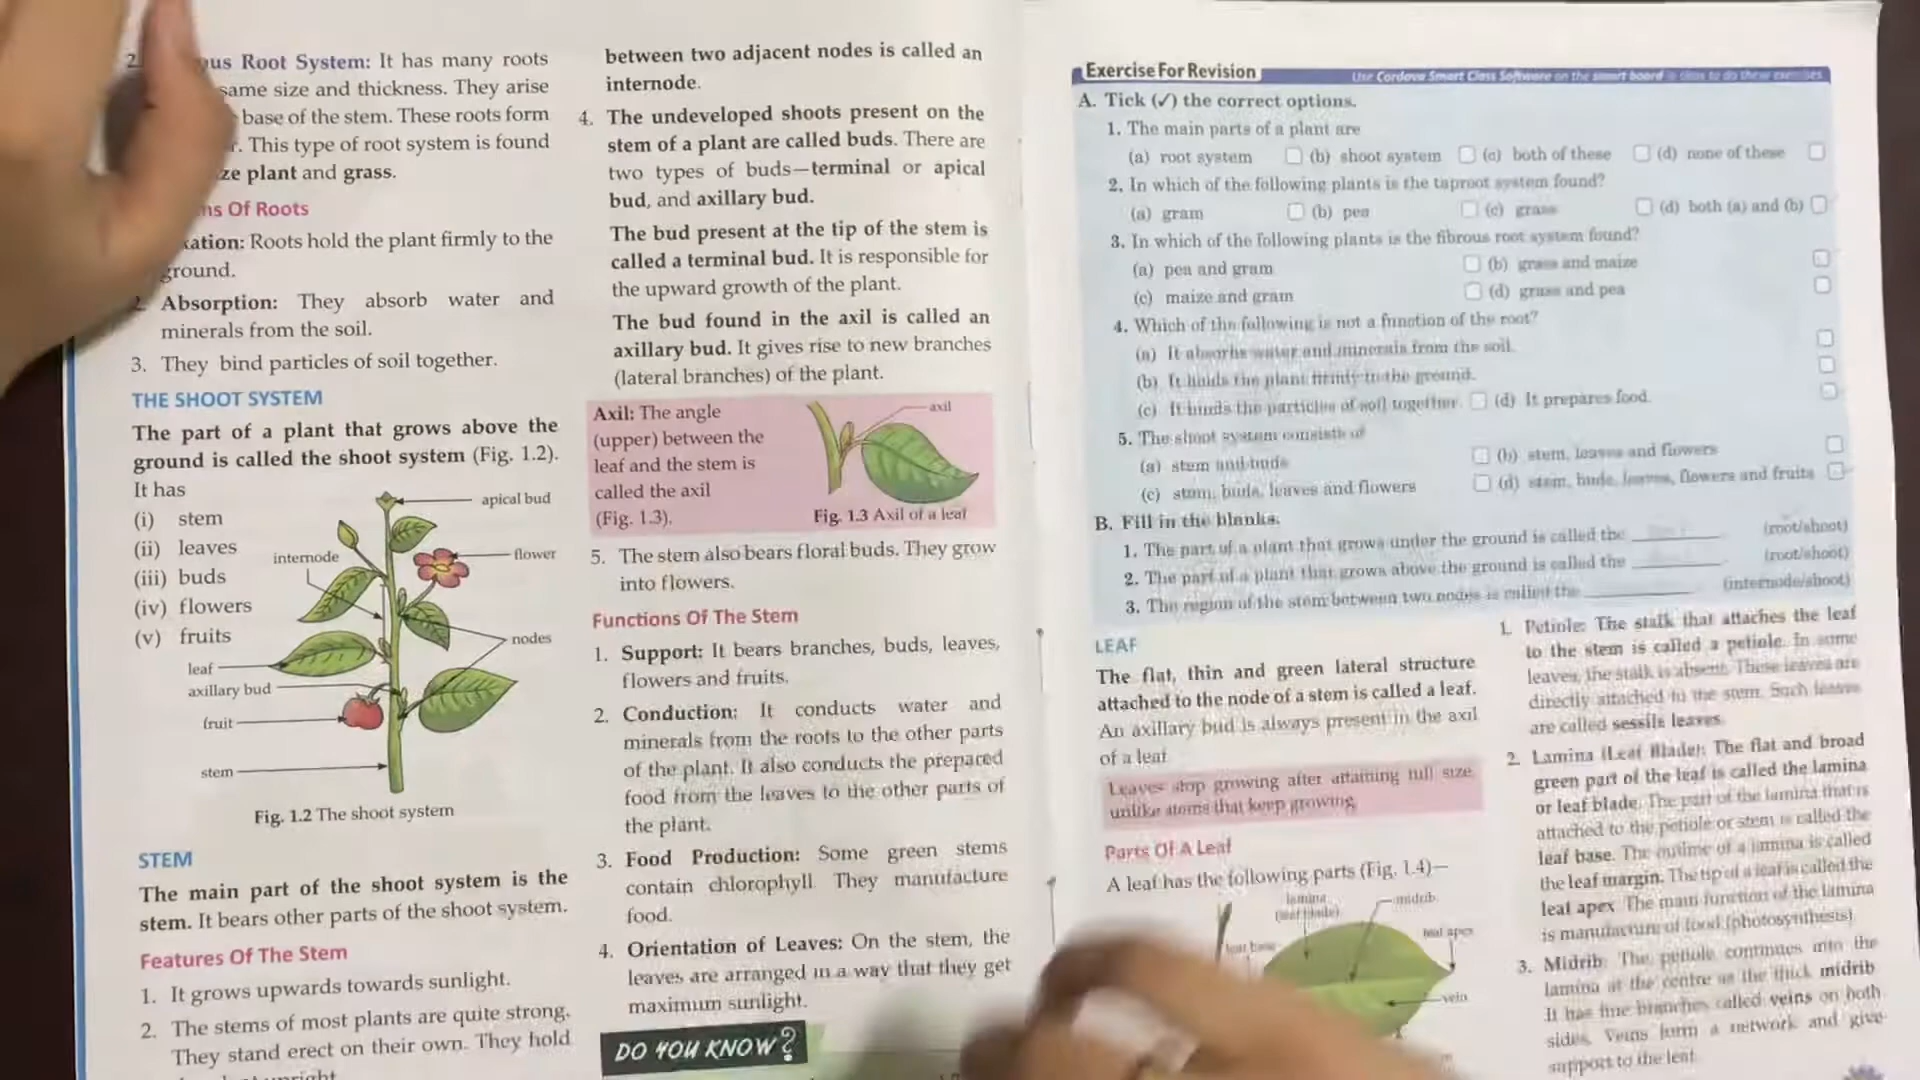 2.
us Root System: It has many roots
same size and thickness. They arise
base of the stem. These roots form
. This type of root system is found
ze plant and grass.
ns Of Roots
ation: Roots hold the plant firmly to the
ground.
2. Absorption: They absorb water and
minerals from the soil.
3. They bind particles of soil together.
THE SHOOT SYSTEM
The part of a plant that grows above the
ground is called the shoot system (Fig. 1.2).
It has
(i) stem
(ii) leaves
(iii) buds
(iv) flowers
(v) fruits
apical bud
internode
flower
nodes
leaf
axillary bud
fruit
stem
Fig. 1.2 The shoot system
STEM
The main part of the shoot system is the
stem. It bears other parts of the shoot system.
Features Of The Stem
1. It grows upwards towards sunlight.
2. The stems of most plants are quite strong.
They stand erect on their own. They hold
between two adjacent nodes is called an
internode.
4. The undeveloped shoots present on the
stem of a plant are called buds. There are
two types of buds—terminal or apical
bud, and axillary bud.
The bud present at the tip of the stem is
called a terminal bud. It is responsible for
the upward growth of the plant.
The bud found in the axil is called an
axillary bud. It gives rise to new branches
(lateral branches) of the plant.
Axil: The angle
(upper) between the
leaf and the stem is
called the axil
(Fig. 1.3).
axil
Fig. 1.3 Axil of a leaf
5. The stem also bears floral buds. They grow
into flowers.
Functions Of The Stem
1. Support: It bears branches, buds, leaves,
flowers and fruits.
2. Conduction: It conducts water and
minerals from the roots to the other parts
of the plant. It also conducts the prepared
food from the leaves to the other parts of
the plant.
3. Food Production: Some green stems
contain chlorophyll. They manufacture
food.
4. Orientation of Leaves: On the stem, the
leaves are arranged in a way that they get
maximum sunlight.
DO YOU KNOW?
Exercise For Revision
Use Cordova Smart Class Software on the smart board in class to do these exercises
A. Tick (✓) the correct options.
1. The main parts of a plant are
(a) root system (b) shoot system (c) both of these (d) none of these
2. In which of the following plants is the taproot system found?
(a) gram (b) pea (c) grass (d) both (a) and (b)
3. In which of the following plants is the fibrous root system found?
(a) pea and gram (b) grass and maize
(c) maize and gram (d) grass and pea
4. Which of the following is not a function of the root?
(a) It absorbs water and minerals from the soil.
(b) It holds the plant firmly to the ground.
(c) It binds the particles of soil together. (d) It prepares food.
5. The shoot system consists of
(a) stem and buds (b) stem, leaves and flowers
(c) stem, buds, leaves and flowers (d) stem, buds, leaves, flowers and fruits
B. Fill in the blanks.
1. The part of a plant that grows under the ground is called the ________ (root/shoot)
2. The part of a plant that grows above the ground is called the ________ (root/shoot)
3. The region of the stem between two nodes is called the ________ (internode/shoot)
LEAF
The flat, thin and green lateral structure
attached to the node of a stem is called a leaf.
An axillary bud is always present in the axil
of a leaf.
Leaves stop growing after attaining full size
unlike stems that keep growing.
Parts Of A Leaf
A leaf has the following parts (Fig. 1.4)—
lamina
(leaf blade)
midrib
leaf apex
leaf base
vein
1. Petiole: The stalk that attaches the leaf
to the stem is called a petiole. In some
leaves, the stalk is absent. These leaves are
directly attached to the stem. Such leaves
are called sessile leaves.
2. Lamina (Leaf Blade): The flat and broad
green part of the leaf is called the lamina
or leaf blade. The part of the lamina that is
attached to the petiole or stem is called the
leaf base. The outline of a lamina is called
the leaf margin. The tip of a leaf is called the
leaf apex. The main function of the lamina
is manufacture of food (photosynthesis).
3. Midrib: The petiole continues into the
lamina at the centre as the thick midrib
It has fine branches called veins on both
sides. Veins form a network and give
support to the leaf.